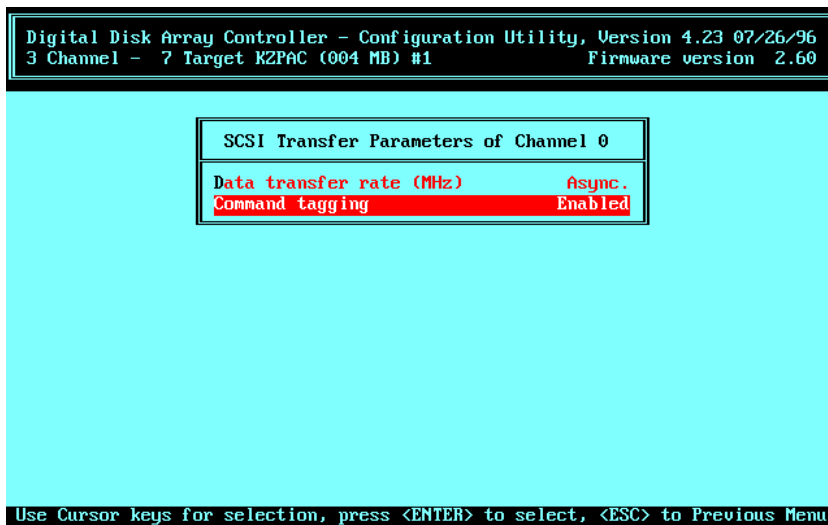 Digital Disk Array Controller – Configuration Utility, Version 4.23 07/26/96
3 Channel – 7 Target KZPAC (004 MB) #1 Firmware version 2.60
SCSI Transfer Parameters of Channel 0
Data transfer rate (MHz) Async.
Command tagging Enabled
Use Cursor keys for selection, press <ENTER> to select, <ESC> to Previous Menu